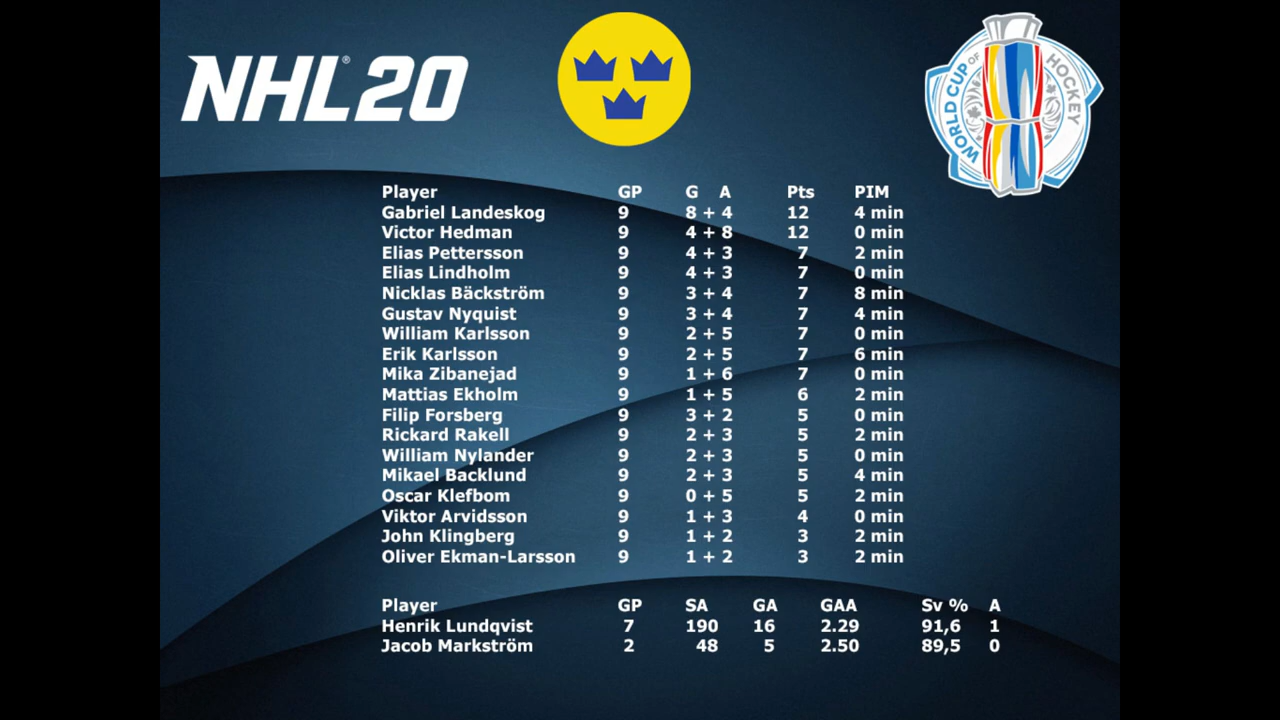 NHL® 20
WORLD CUP OF HOCKEY
Player GP G A Pts PIM
Gabriel Landeskog 9 8 + 4 12 4 min
Victor Hedman 9 4 + 8 12 0 min
Elias Pettersson 9 4 + 3 7 2 min
Elias Lindholm 9 4 + 3 7 0 min
Nicklas Bäckström 9 3 + 4 7 8 min
Gustav Nyquist 9 3 + 4 7 4 min
William Karlsson 9 2 + 5 7 0 min
Erik Karlsson 9 2 + 5 7 6 min
Mika Zibanejad 9 1 + 6 7 0 min
Mattias Ekholm 9 1 + 5 6 2 min
Filip Forsberg 9 3 + 2 5 0 min
Rickard Rakell 9 2 + 3 5 2 min
William Nylander 9 2 + 3 5 0 min
Mikael Backlund 9 2 + 3 5 4 min
Oscar Klefbom 9 0 + 5 5 2 min
Viktor Arvidsson 9 1 + 3 4 0 min
John Klingberg 9 1 + 2 3 2 min
Oliver Ekman-Larsson 9 1 + 2 3 2 min
Player GP SA GA GAA Sv % A
Henrik Lundqvist 7 190 16 2.29 91,6 1
Jacob Markström 2 48 5 2.50 89,5 0